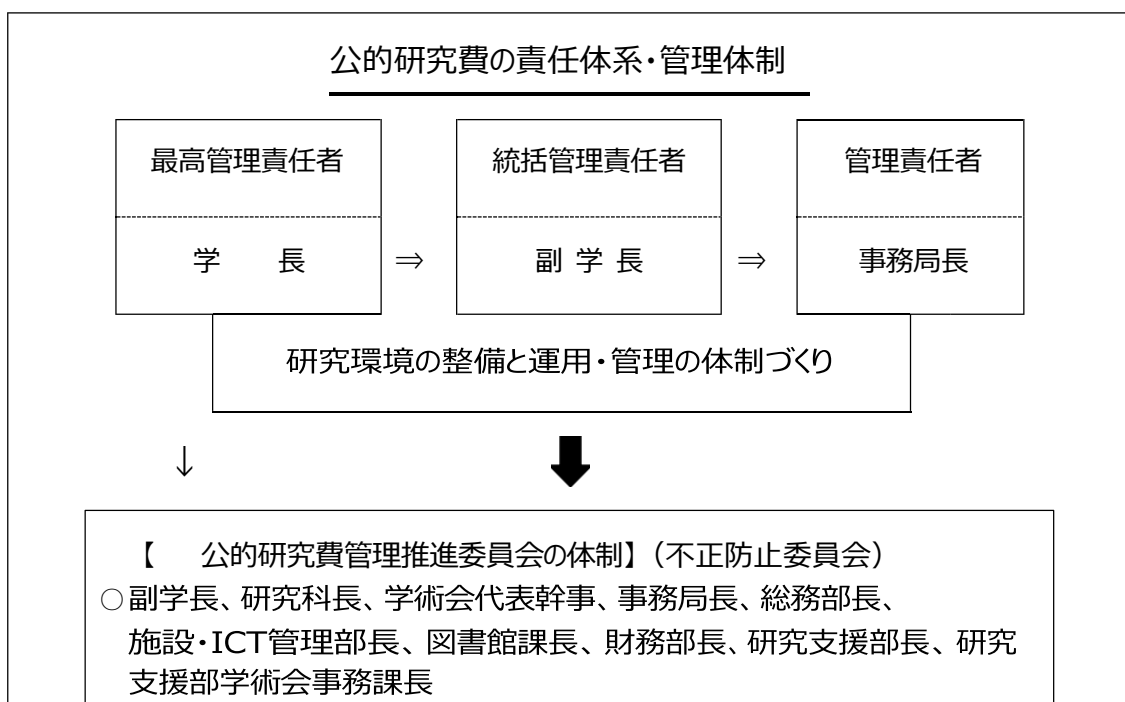 公的研究費の責任体系・管理体制
最高管理責任者
統括管理責任者
管理責任者
学 長
⇒
副 学 長
⇒
事務局長
研究環境の整備と運用・管理の体制づくり
↓
【 公的研究費管理推進委員会の体制】（不正防止委員会）
○副学長、研究科長、学術会代表幹事、事務局長、総務部長、
施設・ICT管理部長、図書館課長、財務部長、研究支援部長、研究
支援部学術会事務課長